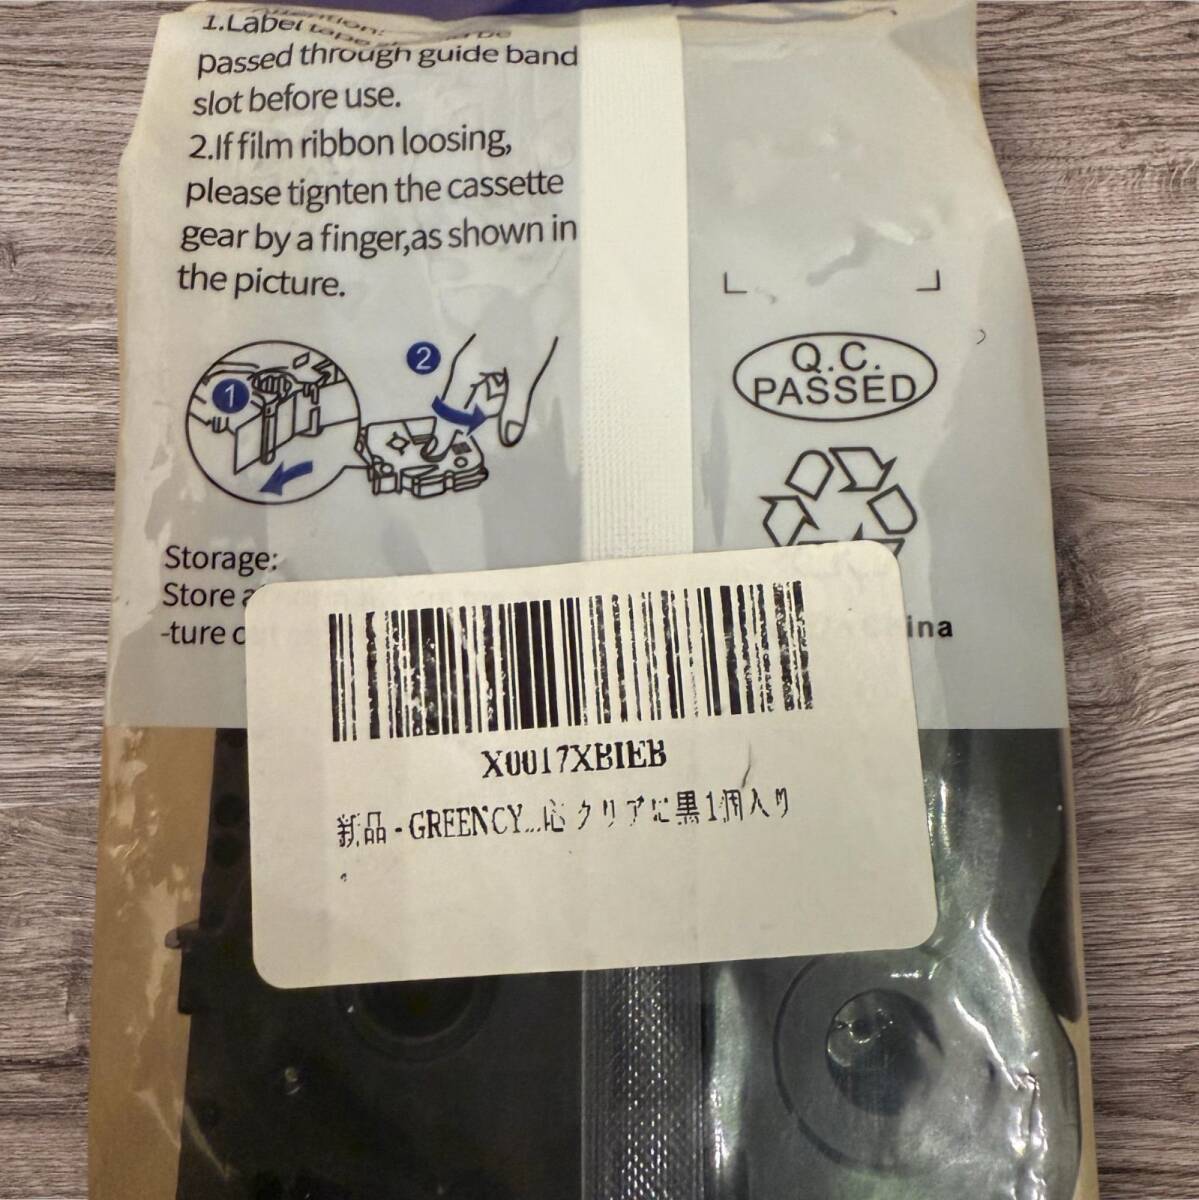 1.Label tape
passed through guide band
slot before use.
2.If film ribbon loosing,
please tignten the cassette
gear by a finger,as shown in
the picture.
1
2
Storage:
Store
-ture
Q.C.
PASSED
X0017XBIEB
新品 - GREENCY...応 クリアに黒 1個入り